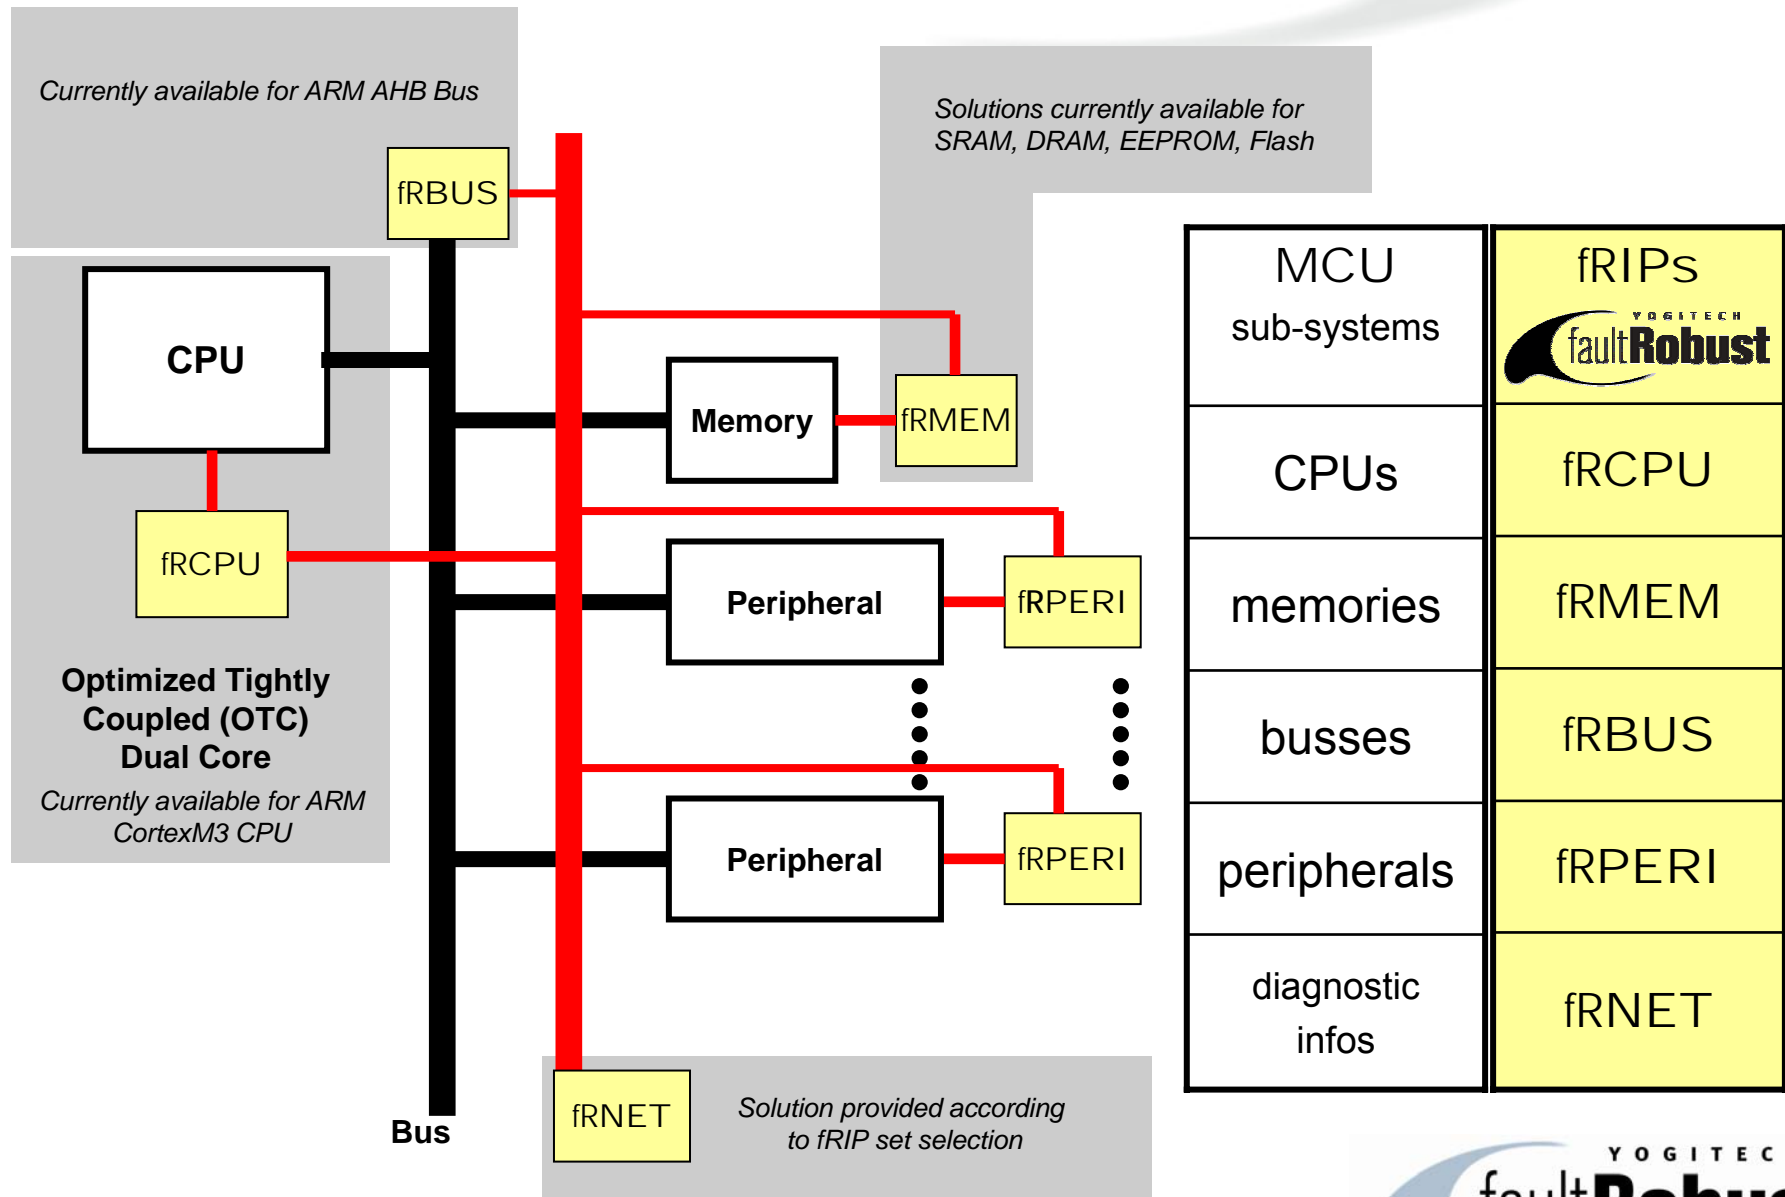 Currently available for ARM AHB Bus
Solutions currently available for
SRAM, DRAM, EEPROM, Flash
fRBUS
CPU
Memory
fRMEM
fRCPU
Peripheral
fRPERI
Optimized Tightly
Coupled (OTC)
Dual Core
Currently available for ARM
CortexM3 CPU
Peripheral
fRPERI
Bus
fRNET
Solution provided according
to fRIP set selection
MCU
sub-systems
fRIPs
YOGITECH
faultRobust
CPUs
fRCPU
memories
fRMEM
busses
fRBUS
peripherals
fRPERI
diagnostic
infos
fRNET
YOGITEC